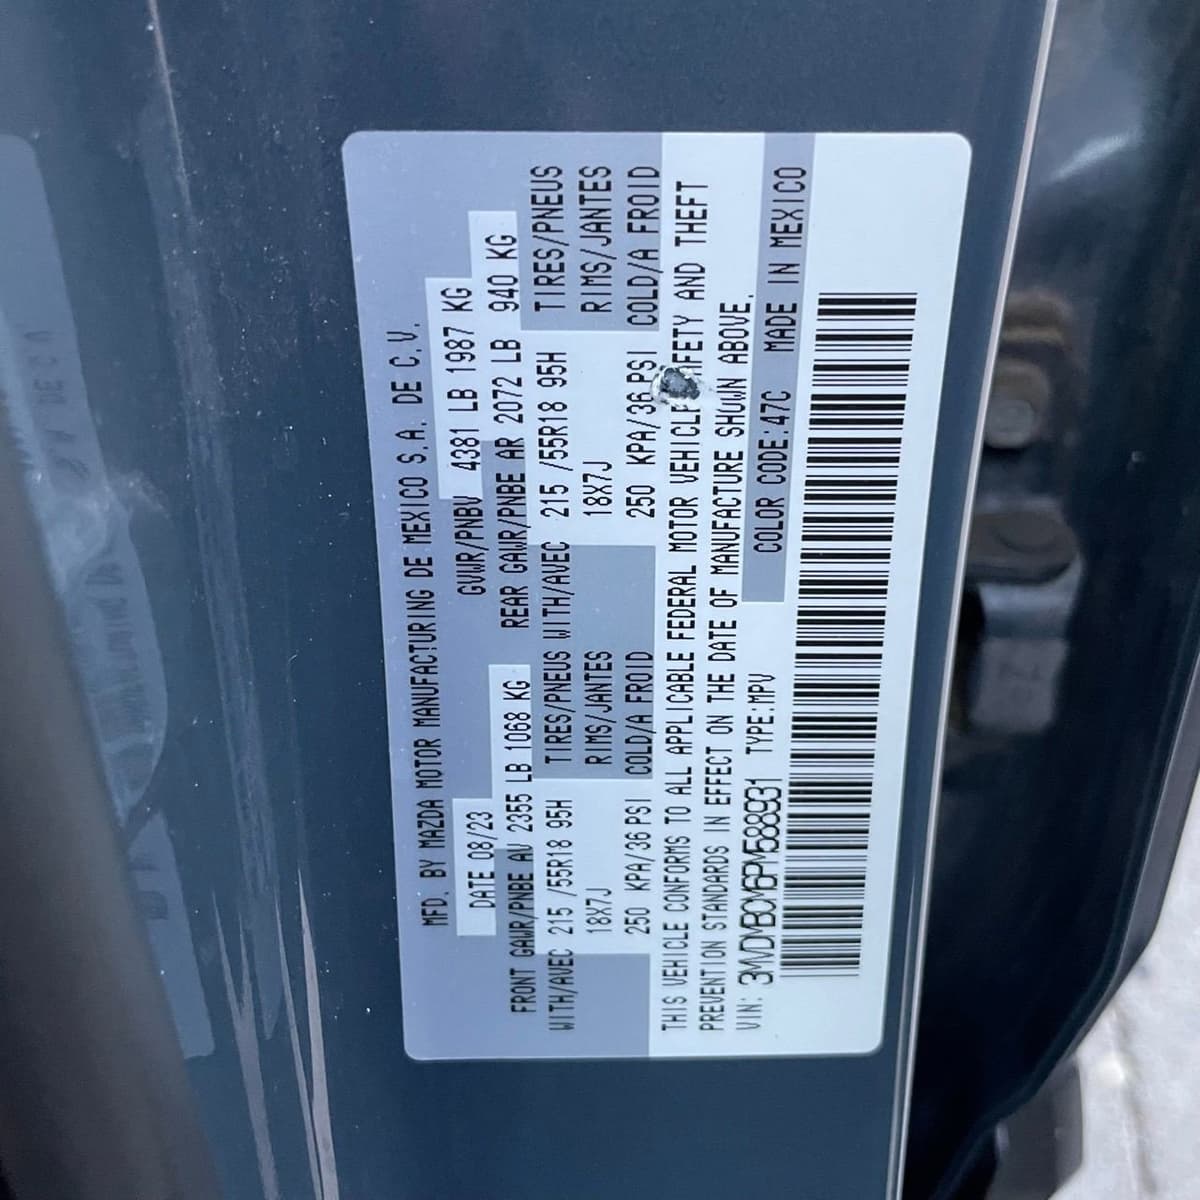 MFD. BY MAZDA MOTOR MANUFACTURING DE MEXICO S.A. DE C.V.
DATE 08/23 GVWR/PNBV 4381 LB 1987 KG
FRONT GAWR/PNBE AV 2355 LB 1068 KG REAR GAWR/PNBE AR 2072 LB 940 KG
WITH/AVEC 215 /55R18 95H TIRES/PNEUS WITH/AVEC 215 /55R18 95H TIRES/PNEUS
18X7J RIMS/JANTES 18X7J RIMS/JANTES
250 KPA/36 PSI COLD/A FROID 250 KPA/36 PSI COLD/A FROID
THIS VEHICLE CONFORMS TO ALL APPLICABLE FEDERAL MOTOR VEHICLE SAFETY AND THEFT
PREVENTION STANDARDS IN EFFECT ON THE DATE OF MANUFACTURE SHOWN ABOVE.
VIN: 3MVDMBCM6PM588931 TYPE:MPV COLOR CODE:47C MADE IN MEXICO